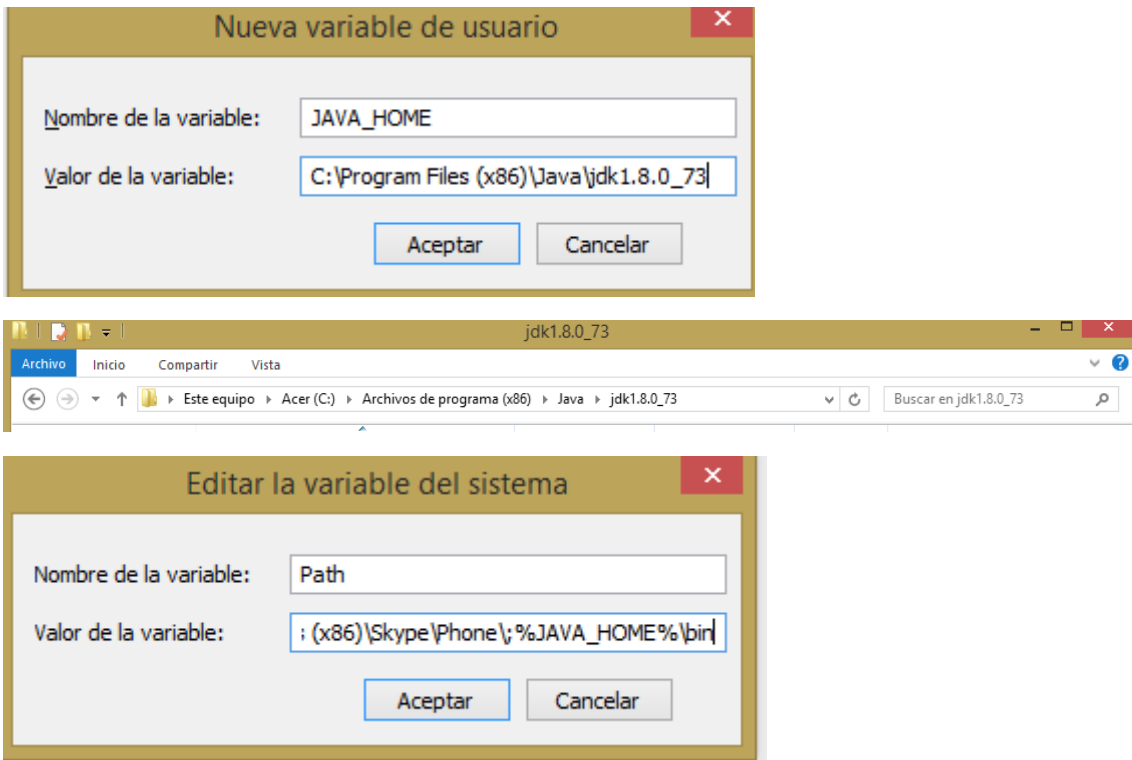 Nueva variable de usuario
Nombre de la variable: JAVA_HOME
Valor de la variable: C:\Program Files (x86)\Java\jdk1.8.0_73
Aceptar Cancelar
jdk1.8.0_73
Archivo Inicio Compartir Vista
Este equipo Acer (C:) Archivos de programa (x86) Java jdk1.8.0_73 Buscar en jdk1.8.0_73
Editar la variable del sistema
Nombre de la variable: Path
Valor de la variable: (x86)\Skype\Phone\;%JAVA_HOME%\bin
Aceptar Cancelar